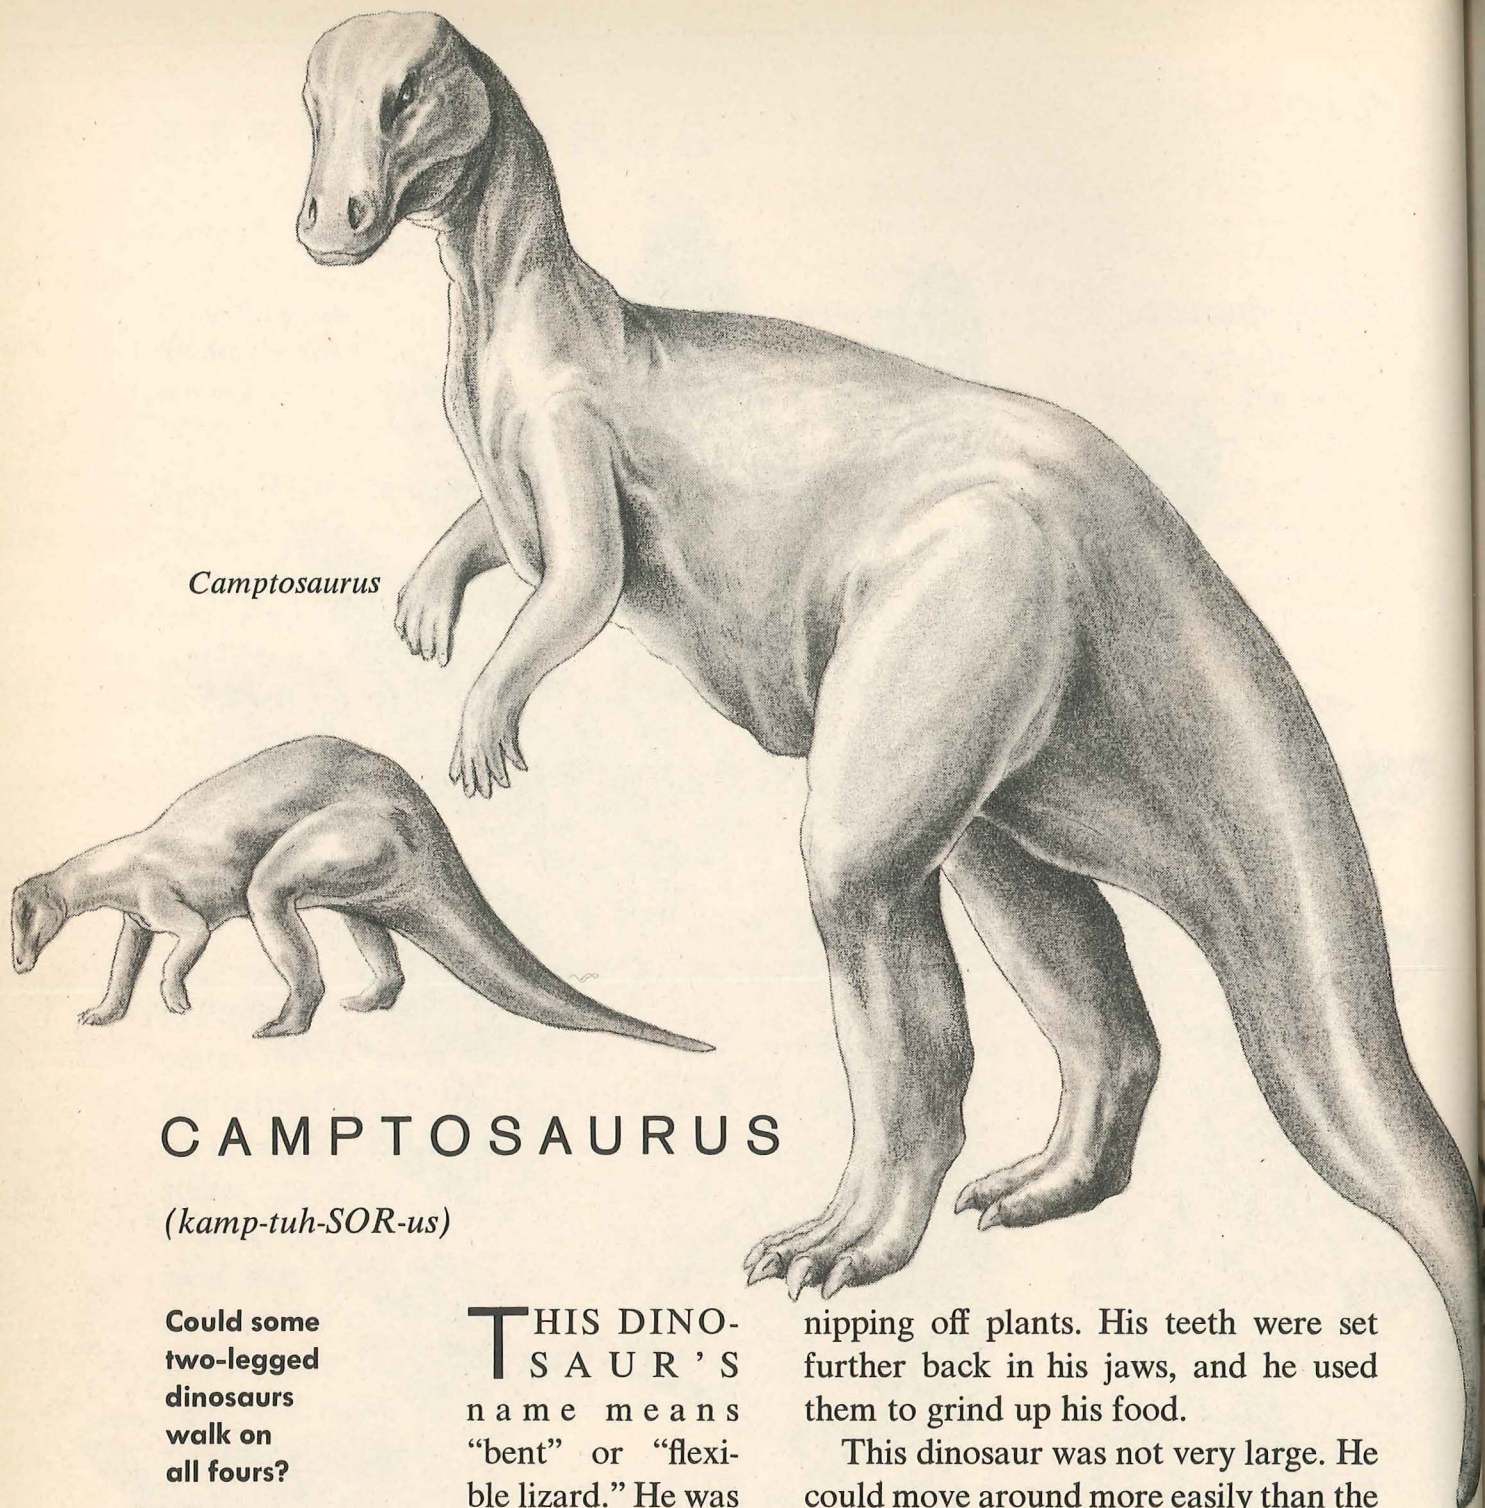 Camptosaurus
CAMPTOSAURUS
(kamp-tuh-SOR-us)
Could some
two-legged
dinosaurs
walk on
all fours?
THIS DINO-
SAUR'S
name means
“bent” or “flexi-
ble lizard.” He was
nipping off plants. His teeth were set
further back in his jaws, and he used
them to grind up his food.
This dinosaur was not very large. He
could move around more easily than the